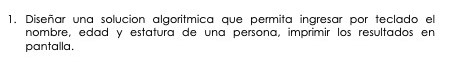 1. Diseñar una solucion algoritmica que permita ingresar por teclado el
nombre, edad y estatura de una persona, imprimir los resultados en
pantalla.